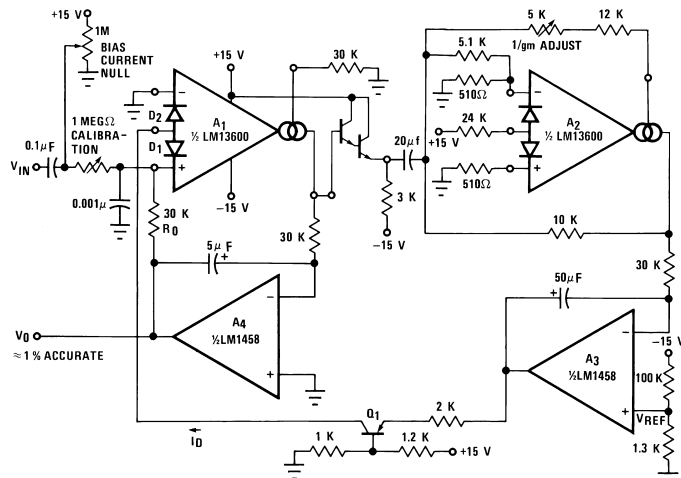 +15 V
1M
BIAS
CURRENT
NULL
+15 V
30 K
5 K
12 K
1/gm ADJUST
5.1 K
510Ω
−
A1
½ LM13600
D2
D1
+
1 MEGΩ
CALIBRA-
TION
0.1μF
VIN
0.001μ
−15 V
20μf
+15 V
24 K
−
A2
½ LM13600
+
510Ω
3 K
−15 V
30 K
R0
30 K
10 K
30 K
5μF
+
50μF
+
−
A4
½LM1458
+
V0
≈1% ACCURATE
−
A3
½LM1458
+
−15 V
100K
VREF
1.3 K
Q1
2 K
ID
1 K
1.2 K
+15 V